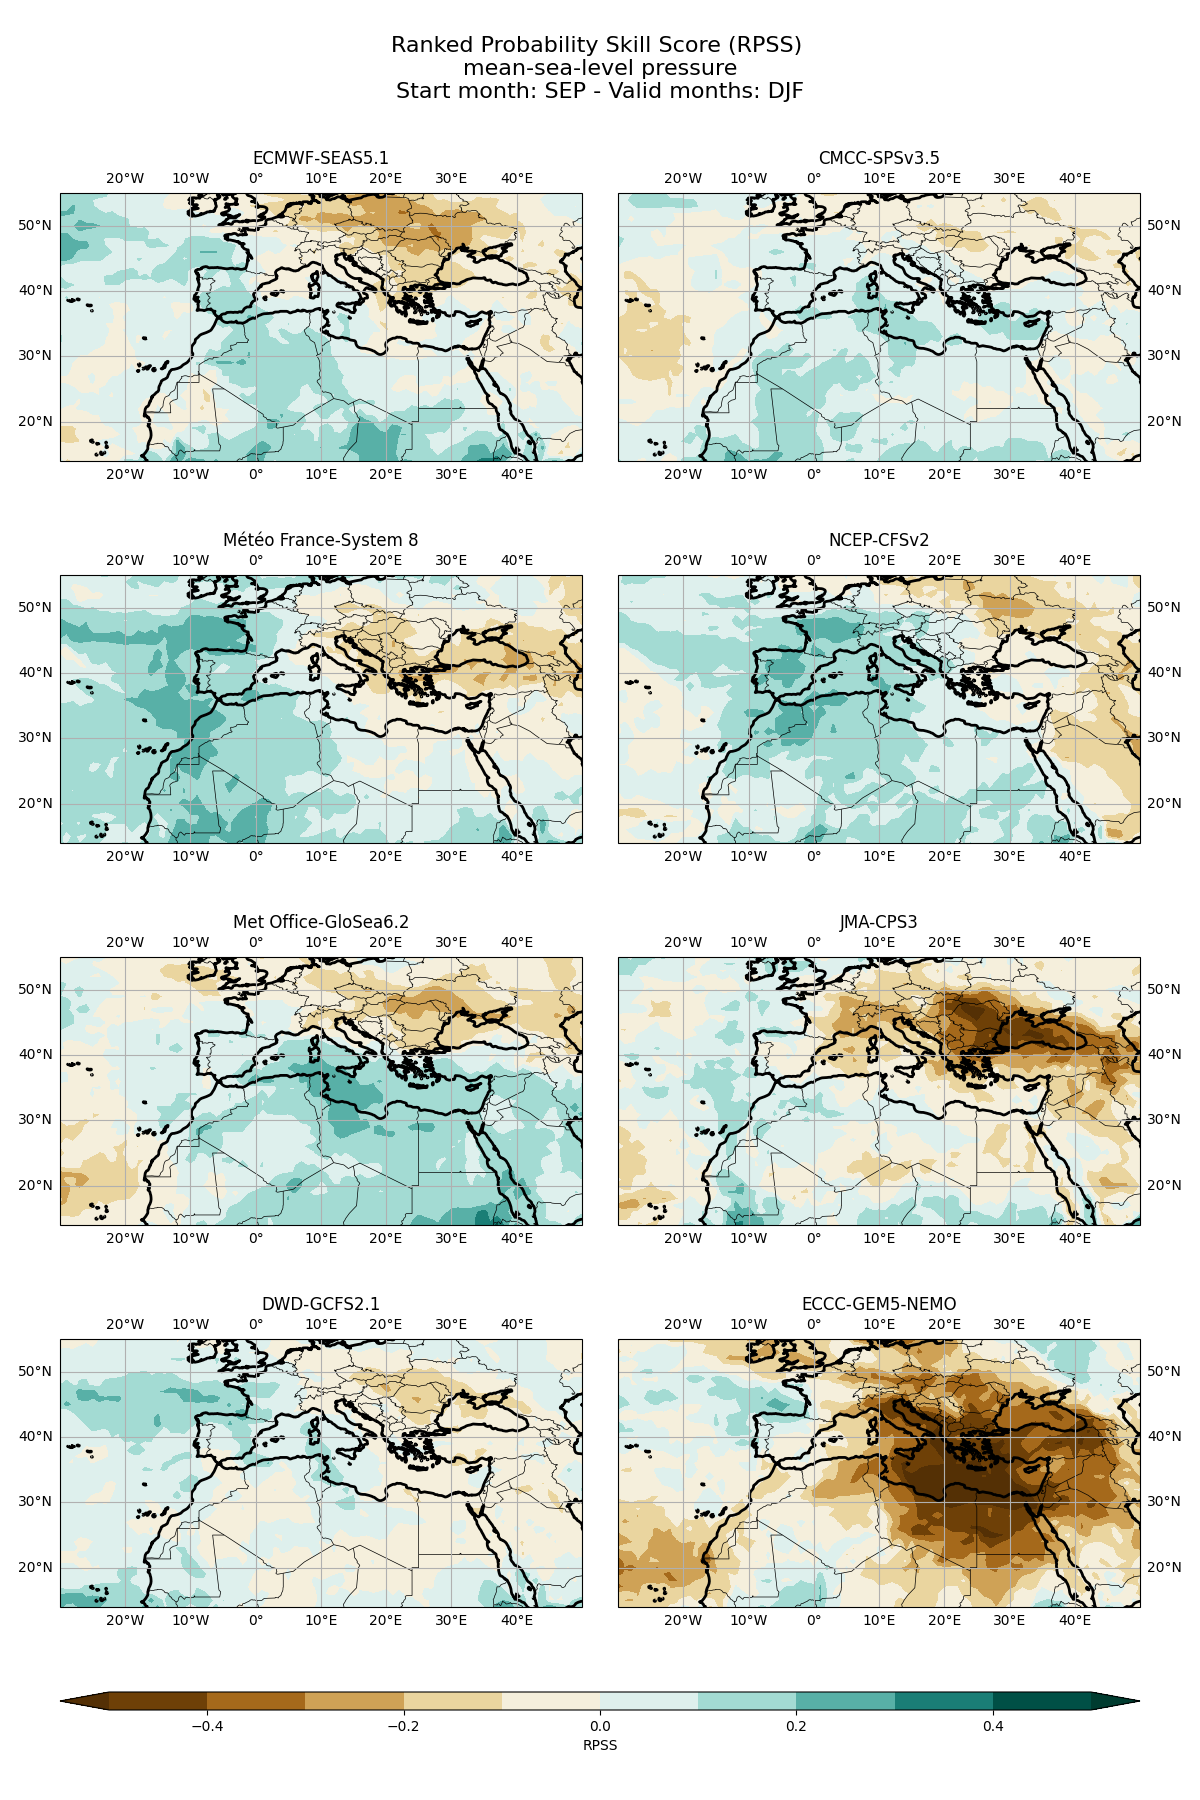 Ranked Probability Skill Score (RPSS)
mean-sea-level pressure
Start month: SEP - Valid months: DJF
ECMWF-SEAS5.1 CMCC-SPSv3.5
20°W 10°W 0° 10°E 20°E 30°E 40°E 20°W 10°W 0° 10°E 20°E 30°E 40°E
50°N 50°N
40°N 40°N
30°N 30°N
20°N 20°N
20°W 10°W 0° 10°E 20°E 30°E 40°E 20°W 10°W 0° 10°E 20°E 30°E 40°E
Météo France-System 8 NCEP-CFSv2
20°W 10°W 0° 10°E 20°E 30°E 40°E 20°W 10°W 0° 10°E 20°E 30°E 40°E
50°N 50°N
40°N 40°N
30°N 30°N
20°N 20°N
20°W 10°W 0° 10°E 20°E 30°E 40°E 20°W 10°W 0° 10°E 20°E 30°E 40°E
Met Office-GloSea6.2 JMA-CPS3
20°W 10°W 0° 10°E 20°E 30°E 40°E 20°W 10°W 0° 10°E 20°E 30°E 40°E
50°N 50°N
40°N 40°N
30°N 30°N
20°N 20°N
20°W 10°W 0° 10°E 20°E 30°E 40°E 20°W 10°W 0° 10°E 20°E 30°E 40°E
DWD-GCFS2.1 ECCC-GEM5-NEMO
20°W 10°W 0° 10°E 20°E 30°E 40°E 20°W 10°W 0° 10°E 20°E 30°E 40°E
50°N 50°N
40°N 40°N
30°N 30°N
20°N 20°N
20°W 10°W 0° 10°E 20°E 30°E 40°E 20°W 10°W 0° 10°E 20°E 30°E 40°E
−0.4 −0.2 0.0 0.2 0.4
RPSS